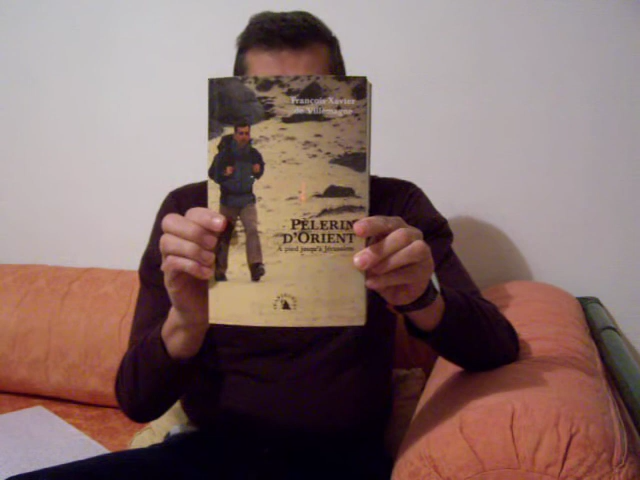 François Xavier
de Villemagne
PÈLERIN
D'ORIENT
À pied jusqu'à Jérusalem